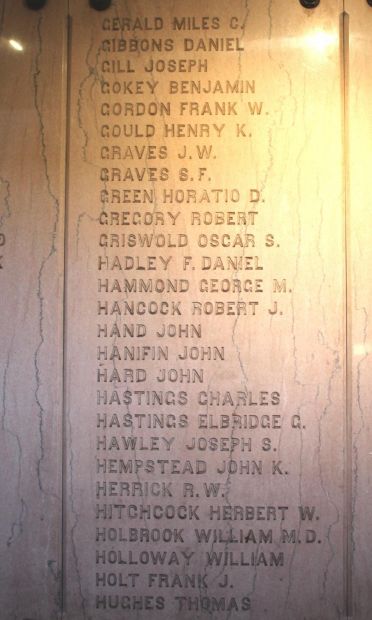 GERALD MILES C.
GIBBONS DANIEL
GILL JOSEPH
GOKEY BENJAMIN
GORDON FRANK W.
GOULD HENRY K.
GRAVES J.W.
GRAVES S.F.
GREEN HORATIO D.
GREGORY ROBERT
GRISWOLD OSCAR S.
HADLEY F. DANIEL
HAMMOND GEORGE M.
HANCOCK ROBERT J.
HAND JOHN
HANIFIN JOHN
HARD JOHN
HASTINGS CHARLES
HASTINGS ELBRIDGE G.
HAWLEY JOSEPH S.
HEMPSTEAD JOHN K.
HERRICK R.W.
HITCHCOCK HERBERT W.
HOLBROOK WILLIAM M.D.
HOLLOWAY WILLIAM
HOLT FRANK J.
HUGHES THOMAS